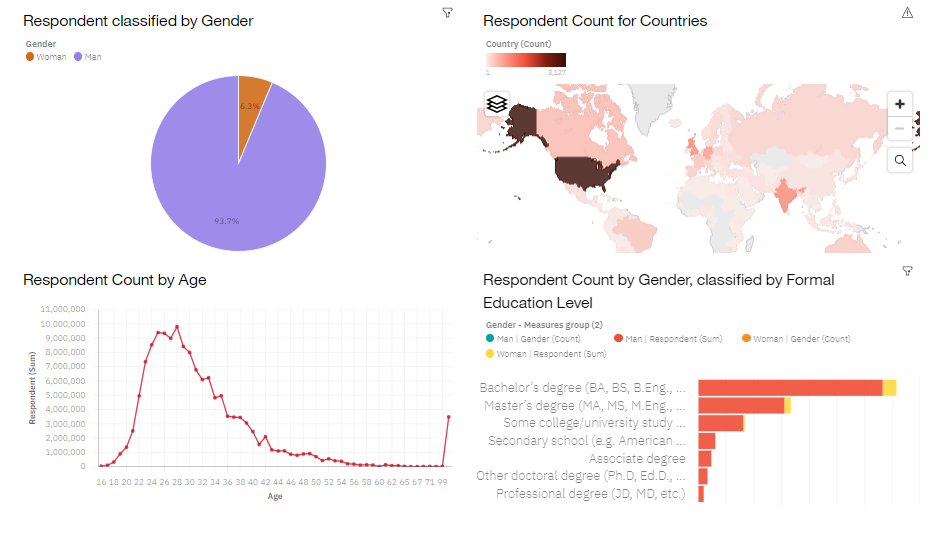 Respondent classified by Gender
Gender
Woman Man
6.3%
93.7%
Respondent Count for Countries
Country (Count)
1 3,127
Respondent Count by Age
Respondent (Sum)
11,000,000
10,000,000
9,000,000
8,000,000
7,000,000
6,000,000
5,000,000
4,000,000
3,000,000
2,000,000
1,000,000
0
16 18 20 22 24 26 28 30 32 34 36 38 40 42 44 46 48 50 52 54 56 58 60 62 65 67 71 99
Age
Respondent Count by Gender, classified by Formal
Education Level
Gender - Measures group (2)
Man | Gender (Count) Man | Respondent (Sum) Woman | Gender (Count)
Woman | Respondent (Sum)
Bachelor's degree (BA, BS, B.Eng., ...
Master's degree (MA, MS, M.Eng., ...
Some college/university study ...
Secondary school (e.g. American ...
Associate degree
Other doctoral degree (Ph.D, Ed.D., ...
Professional degree (JD, MD, etc.)